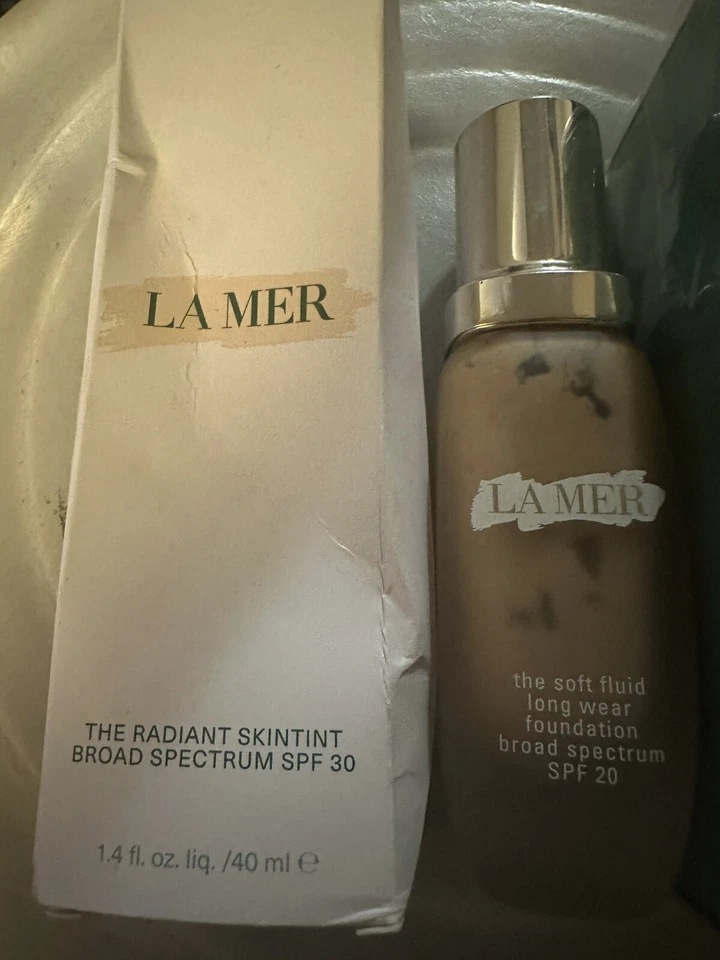 LA MER
THE RADIANT SKINTINT
BROAD SPECTRUM SPF 30
1.4 fl. oz. liq. /40 ml ℮
LA MER
the soft fluid
long wear
foundation
broad spectrum
SPF 20